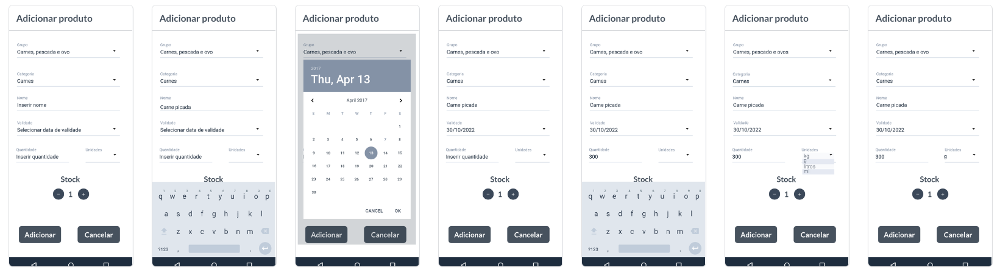 Adicionar produto
Grupo
Carnes, pescada e ovo
Categoria
Carnes
Nome
Inserir nome
Validade
Selecionar data de validade
Quantidade Unidades
Inserir quantidade
Stock
− 1 +
Adicionar Cancelar
Adicionar produto
Grupo
Carnes, pescada e ovo
Categoria
Carnes
Nome
Carne picada
Validade
Selecionar data de validade
Quantidade Unidades
Inserir quantidade
Stock
1 2 3 4 5 6 7 8 9 0
q w e r t y u i o p
a s d f g h j k l
z x c v b n m
?123 , .
Adicionar produto
Grupo
Carnes, pescada e ovo
2017
Thu, Apr 13
April 2017
S M T W T F S
1
2 3 4 5 6 7 8
9 10 11 12 13 14 15
16 17 18 19 20 21 22
23 24 25 26 27 28 29
30
CANCEL OK
Adicionar Cancelar
Adicionar produto
Grupo
Carnes, pescada e ovo
Categoria
Carnes
Nome
Carne picada
Validade
30/10/2022
Quantidade Unidades
Inserir quantidade
Stock
− 1 +
Adicionar Cancelar
Adicionar produto
Grupo
Carnes, pescada e ovo
Categoria
Carnes
Nome
Carne picada
Validade
30/10/2022
Quantidade Unidades
300
Stock
1 2 3 4 5 6 7 8 9 0
q w e r t y u i o p
a s d f g h j k l
z x c v b n m
?123 , .
Adicionar produto
Grupo
Carnes, pescado e ovos
Categoria
Carnes
Nome
Carne picada
Validade
30/10/2022
Quantidade Unidades
300 kg
g
litros
ml
Stock
− 1 +
Adicionar Cancelar
Adicionar produto
Grupo
Carnes, pescada e ovo
Categoria
Carnes
Nome
Carne picada
Validade
30/10/2022
Quantidade Unidades
300 g
Stock
− 1 +
Adicionar Cancelar